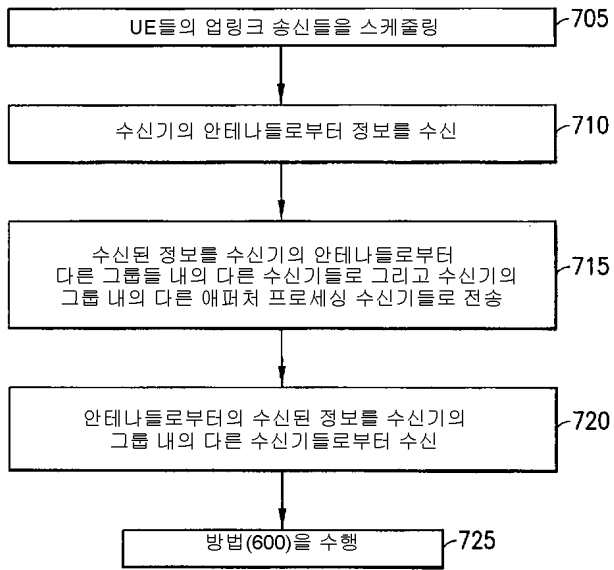 UE들의 업링크 송신들을 스케줄링
705
수신기의 안테나들로부터 정보를 수신
710
수신된 정보를 수신기의 안테나들로부터
다른 그룹들 내의 다른 수신기들로 그리고 수신기의
그룹 내의 다른 애퍼처 프로세싱 수신기들로 전송
715
안테나들로부터의 수신된 정보를 수신기의
그룹 내의 다른 수신기들로부터 수신
720
방법(600)을 수행
725